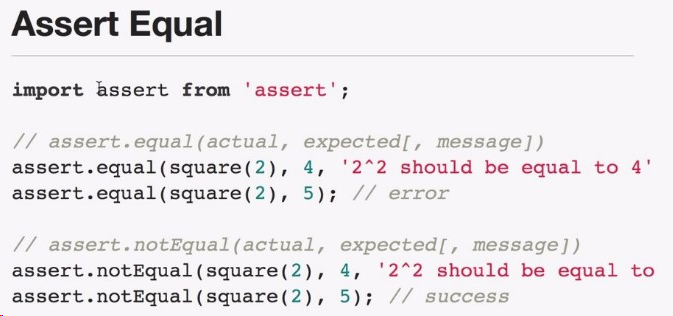 Assert Equal
import assert from 'assert';
// assert.equal(actual, expected[, message])
assert.equal(square(2), 4, '2^2 should be equal to 4'
assert.equal(square(2), 5); // error
// assert.notEqual(actual, expected[, message])
assert.notEqual(square(2), 4, '2^2 should be equal to
assert.notEqual(square(2), 5); // success